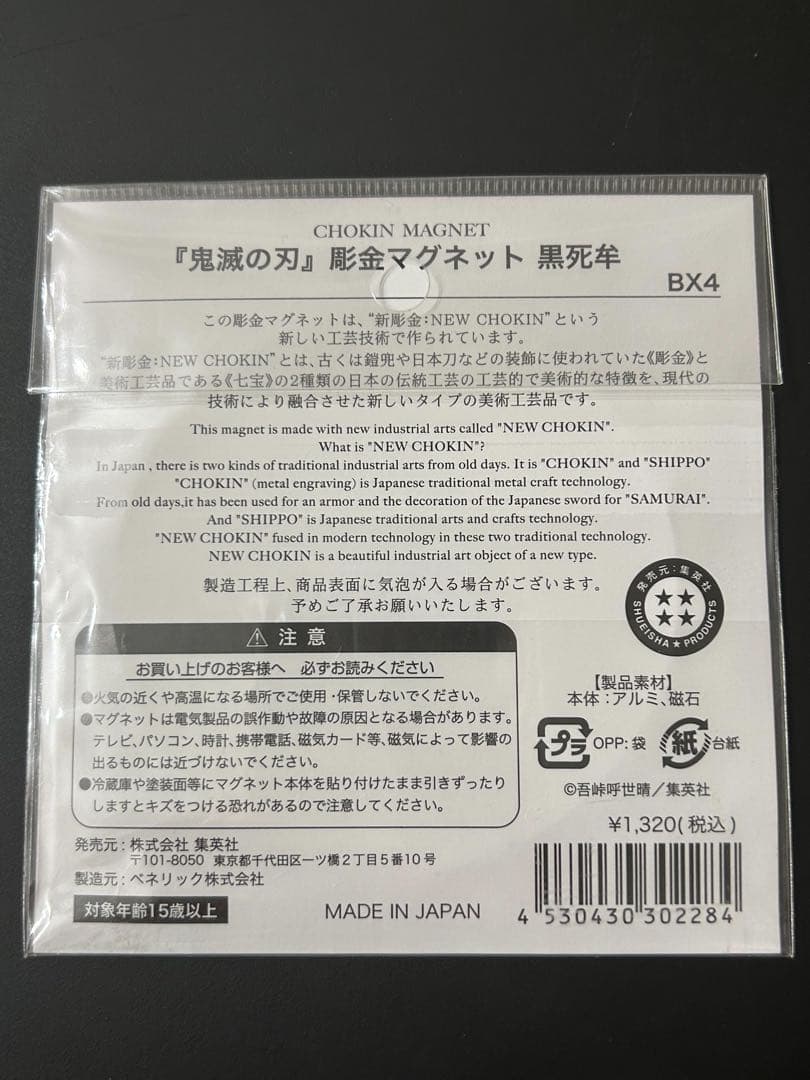 CHOKIN MAGNET
『鬼滅の刃』彫金マグネット 黒死牟
BX4
この彫金マグネットは、“新彫金：NEW CHOKIN”という
新しい工芸技術で作られています。
“新彫金：NEW CHOKIN”とは、古くは鎧兜や日本刀などの装飾に使われていた《彫金》と
美術工芸品である《七宝》の2種類の日本の伝統工芸の工芸的で美術的な特徴を、現代の
技術により融合させた新しいタイプの美術工芸品です。
This magnet is made with new industrial arts called "NEW CHOKIN".
What is "NEW CHOKIN"?
In Japan , there is two kinds of traditional industrial arts from old days. It is "CHOKIN" and "SHIPPO"
"CHOKIN" (metal engraving) is Japanese traditional metal craft technology.
From old days,it has been used for an armor and the decoration of the Japanese sword for "SAMURAI".
And "SHIPPO" is Japanese traditional arts and crafts technology.
"NEW CHOKIN" fused in modern technology in these two traditional technology.
NEW CHOKIN is a beautiful industrial art object of a new type.
製造工程上、商品表面に気泡が入る場合がございます。
予めご了承お願いいたします。
発売元：集英社
SHUEISHA★PRODUCTS
⚠ 注意
お買い上げのお客様へ 必ずお読みください
●火気の近くや高温になる場所でご使用・保管しないでください。
●マグネットは電気製品の誤作動や故障の原因となる場合があります。
テレビ、パソコン、時計、携帯電話、磁気カード等、磁気によって影響の
出るものには近づけないでください。
●冷蔵庫や塗装面等にマグネット本体を貼り付けたまま引きずったり
しますとキズをつける恐れがあるので注意してください。
【製品素材】
本体：アルミ、磁石
プラ OPP：袋 紙 台紙
©吾峠呼世晴／集英社
¥1,320(税込)
発売元：株式会社 集英社
〒101-8050 東京都千代田区一ツ橋2丁目5番10号
製造元：ベネリック株式会社
対象年齢15歳以上
MADE IN JAPAN
4 530430 302284